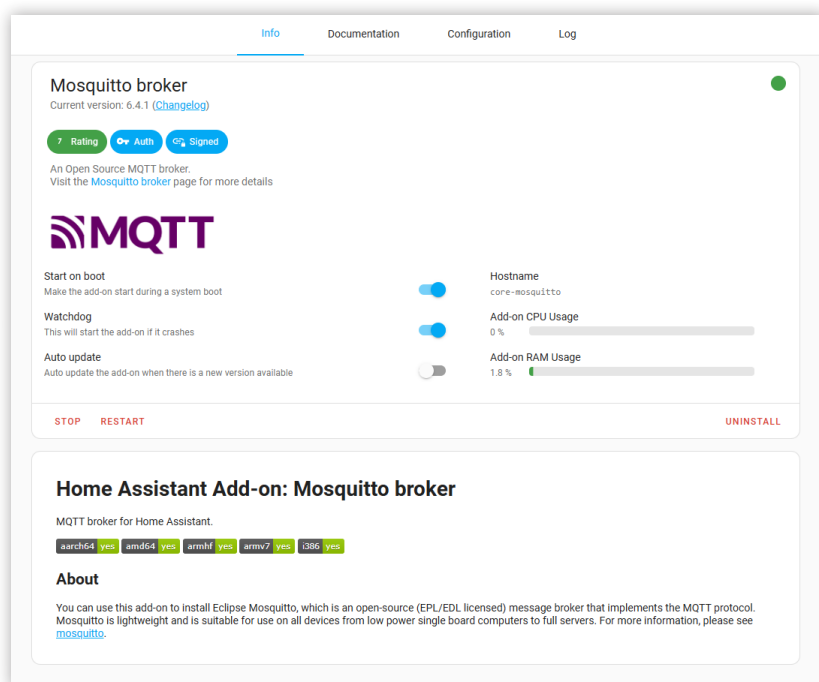 Info Documentation Configuration Log
Mosquitto broker
Current version: 6.4.1 (Changelog)
7 Rating Auth Signed
An Open Source MQTT broker.
Visit the Mosquitto broker page for more details
MQTT
Start on boot
Make the add-on start during a system boot
Hostname
core-mosquitto
Watchdog
This will start the add-on if it crashes
Add-on CPU Usage
0 %
Auto update
Auto update the add-on when there is a new version available
Add-on RAM Usage
1.8 %
STOP RESTART UNINSTALL
Home Assistant Add-on: Mosquitto broker
MQTT broker for Home Assistant.
aarch64 yes amd64 yes armhf yes armv7 yes i386 yes
About
You can use this add-on to install Eclipse Mosquitto, which is an open-source (EPL/EDL licensed) message broker that implements the MQTT protocol.
Mosquitto is lightweight and is suitable for use on all devices from low power single board computers to full servers. For more information, please see
mosquitto.